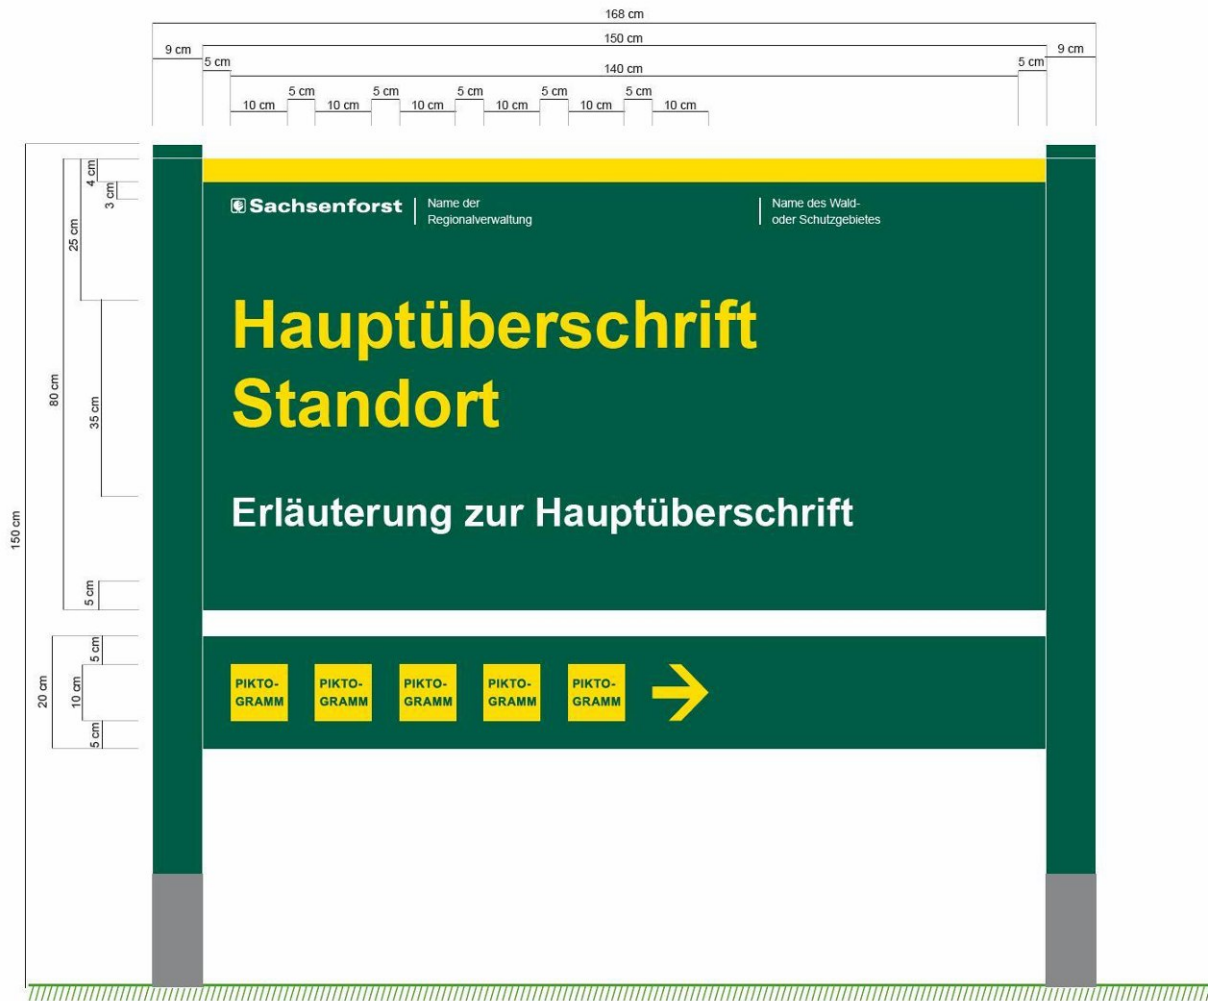 168 cm
150 cm
9 cm
9 cm
5 cm
140 cm
5 cm
5 cm
5 cm
5 cm
5 cm
5 cm
10 cm
10 cm
10 cm
10 cm
10 cm
10 cm
4 cm
3 cm
25 cm
80 cm
35 cm
150 cm
5 cm
5 cm
20 cm
10 cm
5 cm
Sachsenforst
Name der
Regionalverwaltung
Name des Wald-
oder Schutzgebietes
Hauptüberschrift
Standort
Erläuterung zur Hauptüberschrift
PIKTO-
GRAMM
PIKTO-
GRAMM
PIKTO-
GRAMM
PIKTO-
GRAMM
PIKTO-
GRAMM